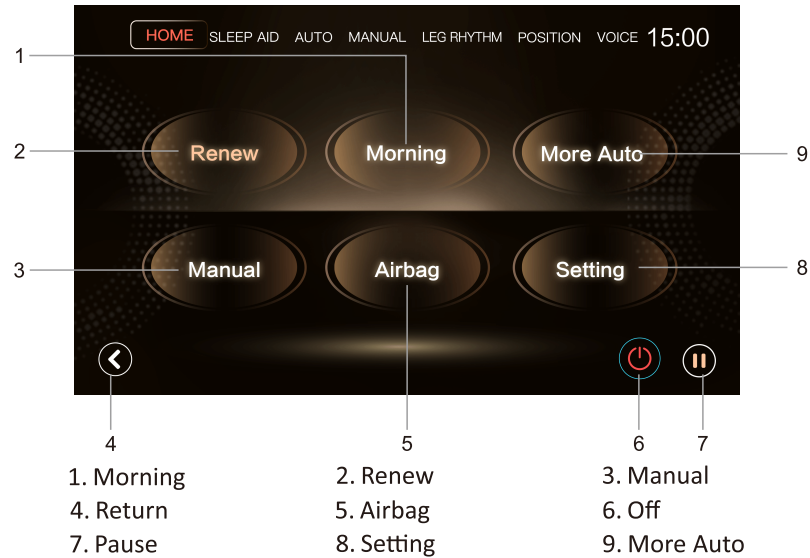 HOME SLEEP AID AUTO MANUAL LEG RHYTHM POSITION VOICE 15:00
1
2 Renew Morning More Auto 9
3 Manual Airbag Setting 8
4 5 6 7
1. Morning 2. Renew 3. Manual
4. Return 5. Airbag 6. Off
7. Pause 8. Setting 9. More Auto